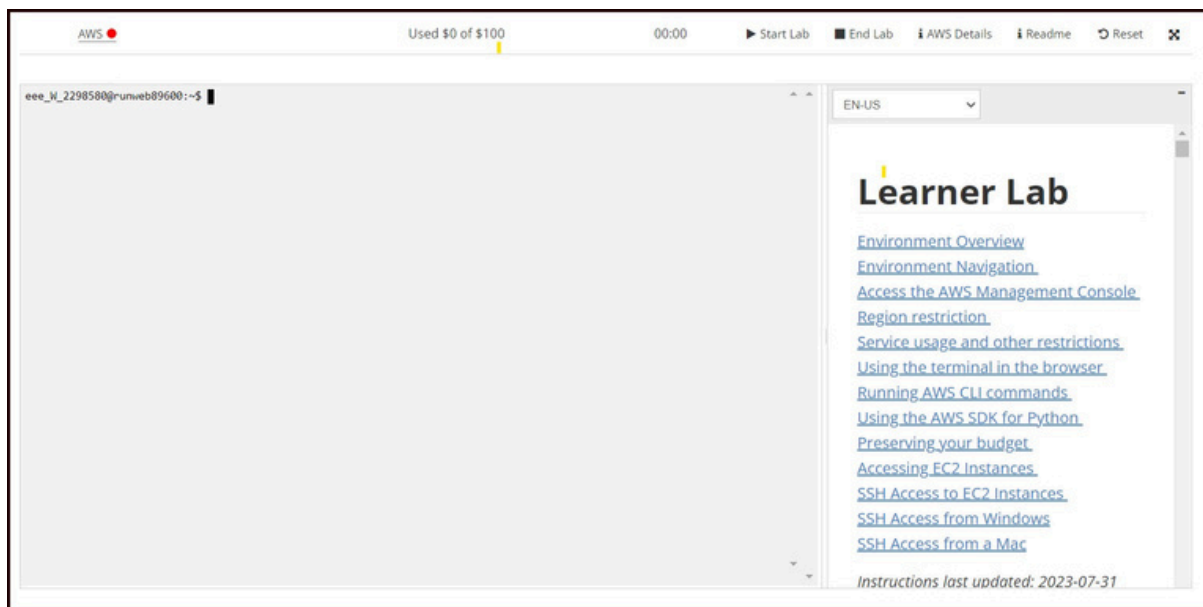 AWS Used $0 of $100 00:00 Start Lab End Lab AWS Details Readme Reset
eee_W_2298580@runweb89600:~$
EN-US
Learner Lab
Environment Overview
Environment Navigation
Access the AWS Management Console
Region restriction
Service usage and other restrictions
Using the terminal in the browser
Running AWS CLI commands
Using the AWS SDK for Python
Preserving your budget
Accessing EC2 Instances
SSH Access to EC2 Instances
SSH Access from Windows
SSH Access from a Mac
Instructions last updated: 2023-07-31